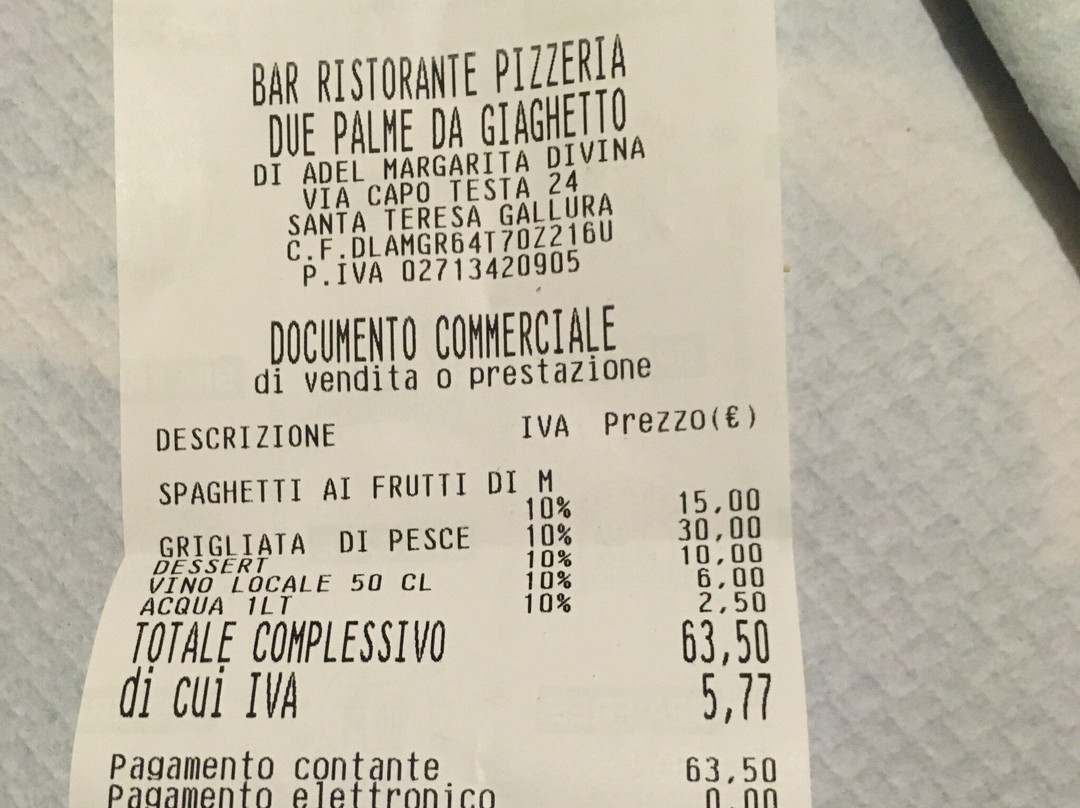 BAR RISTORANTE PIZZERIA
DUE PALME DA GIAGHETTO
DI ADEL MARGARITA DIVINA
VIA CAPO TESTA 24
SANTA TERESA GALLURA
C.F.DLAMGR64T70Z216U
P.IVA 02713420905
DOCUMENTO COMMERCIALE
di vendita o prestazione
DESCRIZIONE IVA Prezzo(€)
SPAGHETTI AI FRUTTI DI M
10% 15,00
GRIGLIATA DI PESCE 10% 30,00
DESSERT 10% 10,00
VINO LOCALE 50 CL 10% 6,00
ACQUA 1LT 10% 2,50
TOTALE COMPLESSIVO 63,50
di cui IVA 5,77
Pagamento contante 63,50
Pagamento elettronico 0,00